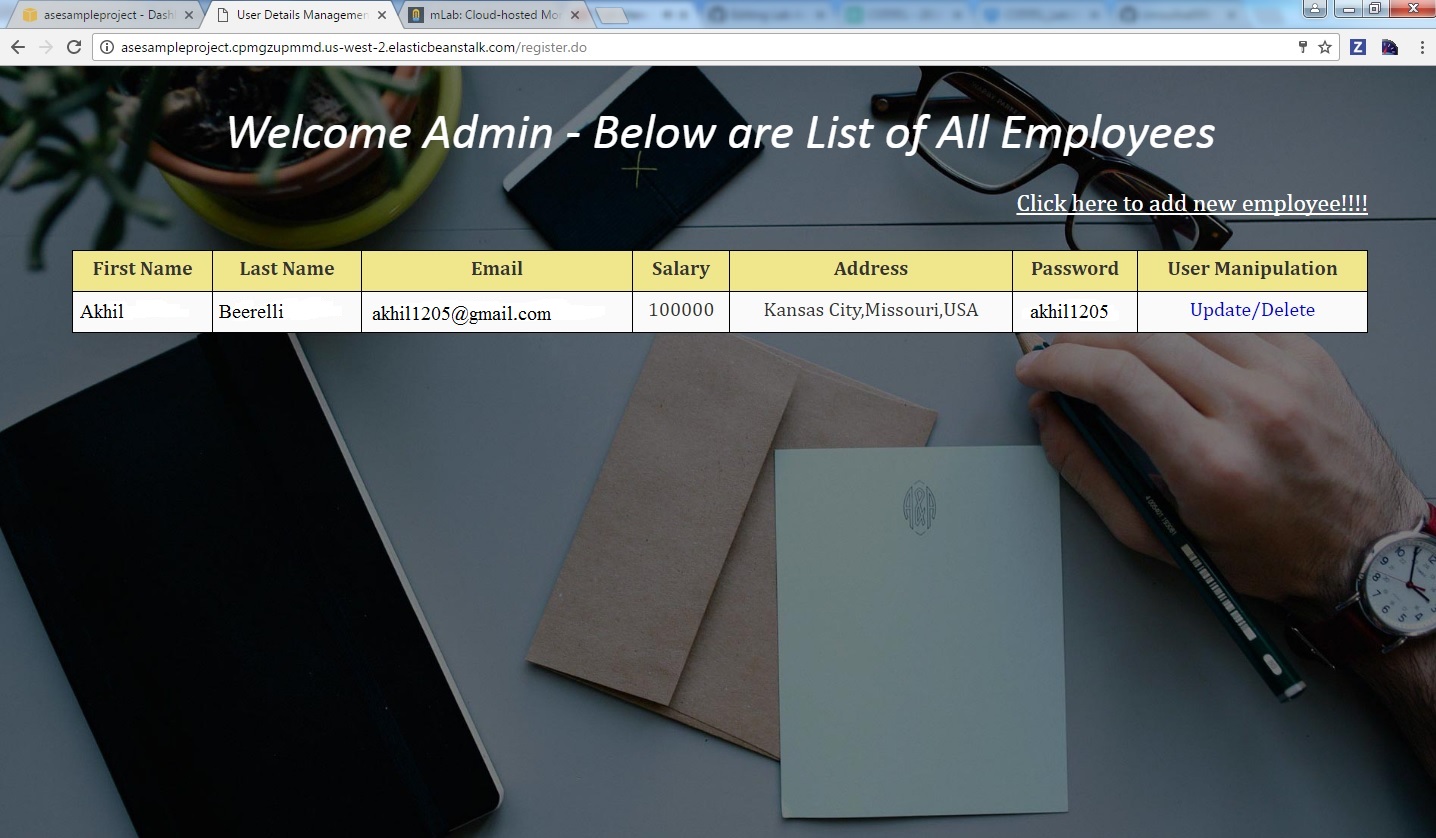 asesampleproject - Dash
User Details Managemen
mLab: Cloud-hosted Mo
asesampleproject.cpmgzupmmd.us-west-2.elasticbeanstalk.com/register.do
Z
Welcome Admin - Below are List of All Employees
Click here to add new employee!!!!
First Name Last Name Email Salary Address Password User Manipulation
Akhil Beerelli akhil1205@gmail.com 100000 Kansas City,Missouri,USA akhil1205 Update/Delete